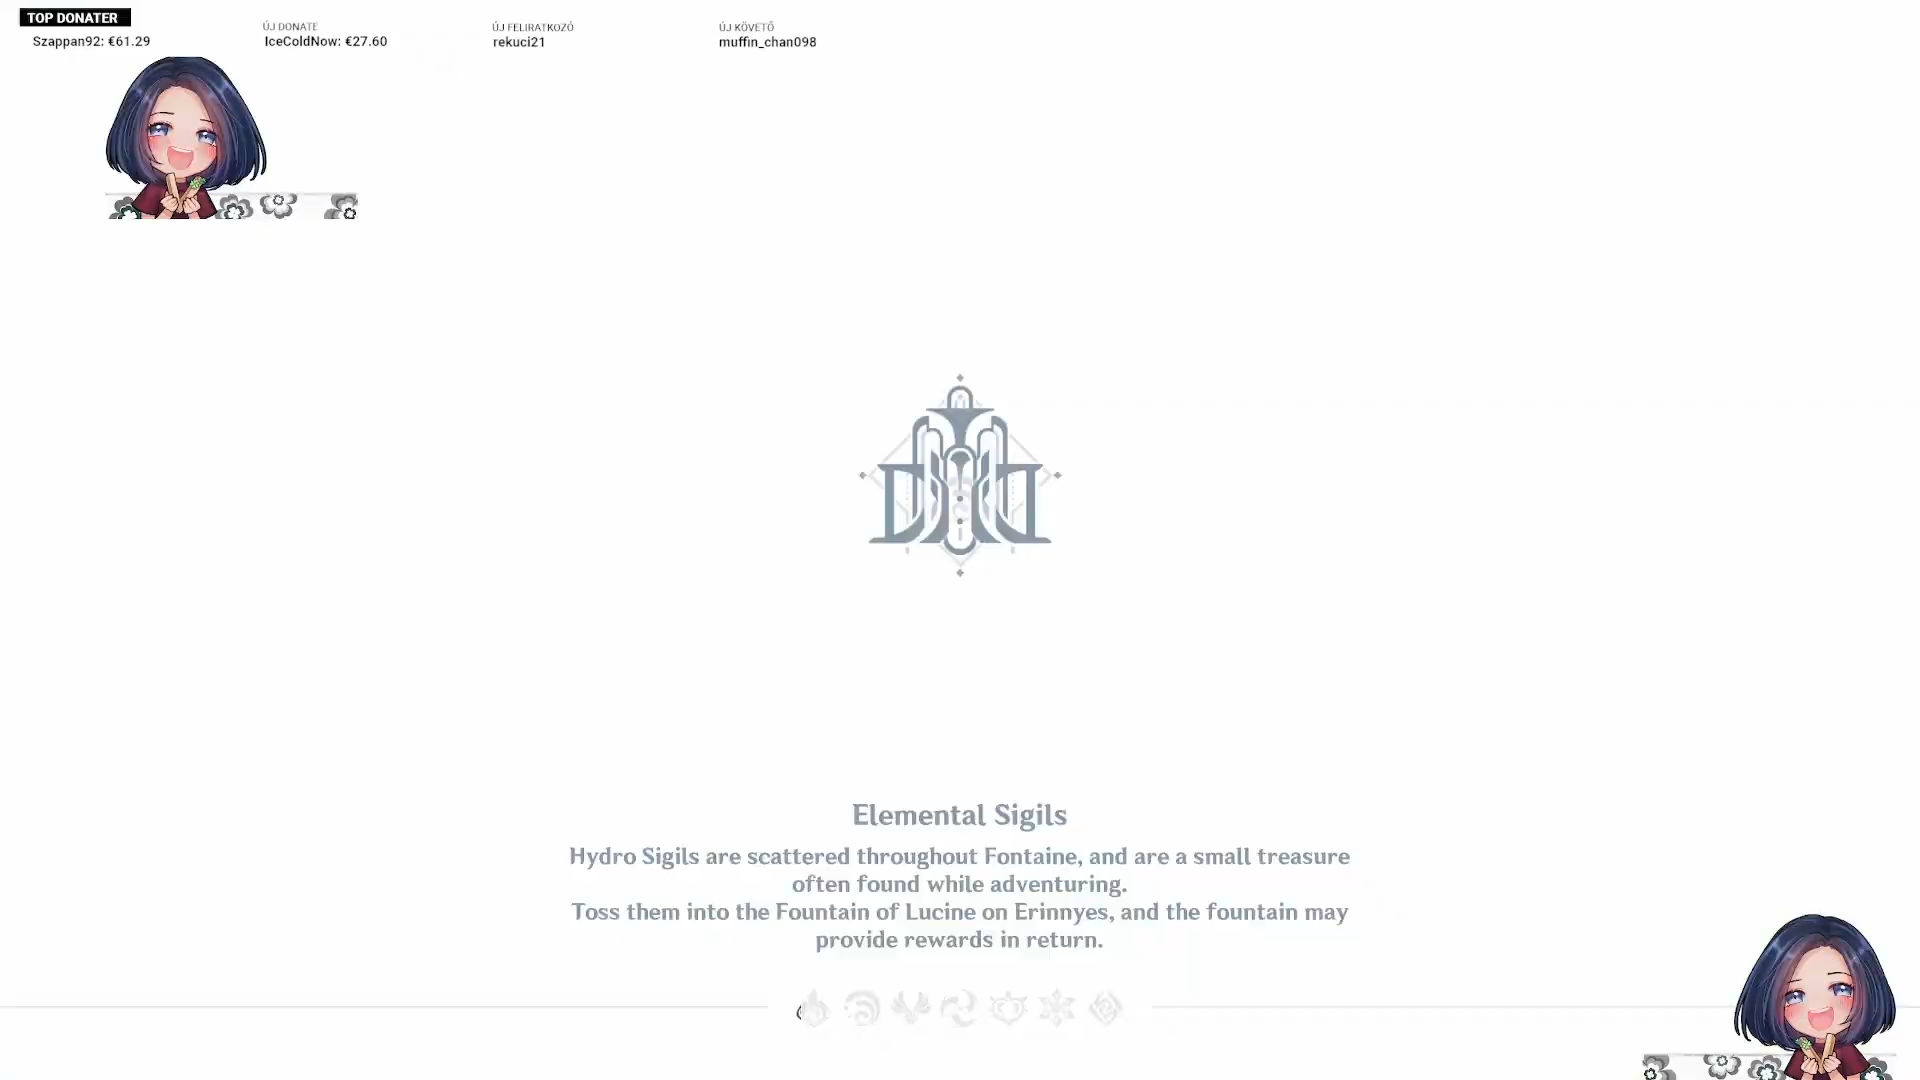 TOP DONATER
Szappan92: €61.29
ÚJ DONATE
IceColdNow: €27.60
ÚJ FELIRATKOZÓ
rekuci21
ÚJ KÖVETŐ
muffin_chan098
Elemental Sigils
Hydro Sigils are scattered throughout Fontaine, and are a small treasure
often found while adventuring.
Toss them into the Fountain of Lucine on Erinnyes, and the fountain may
provide rewards in return.